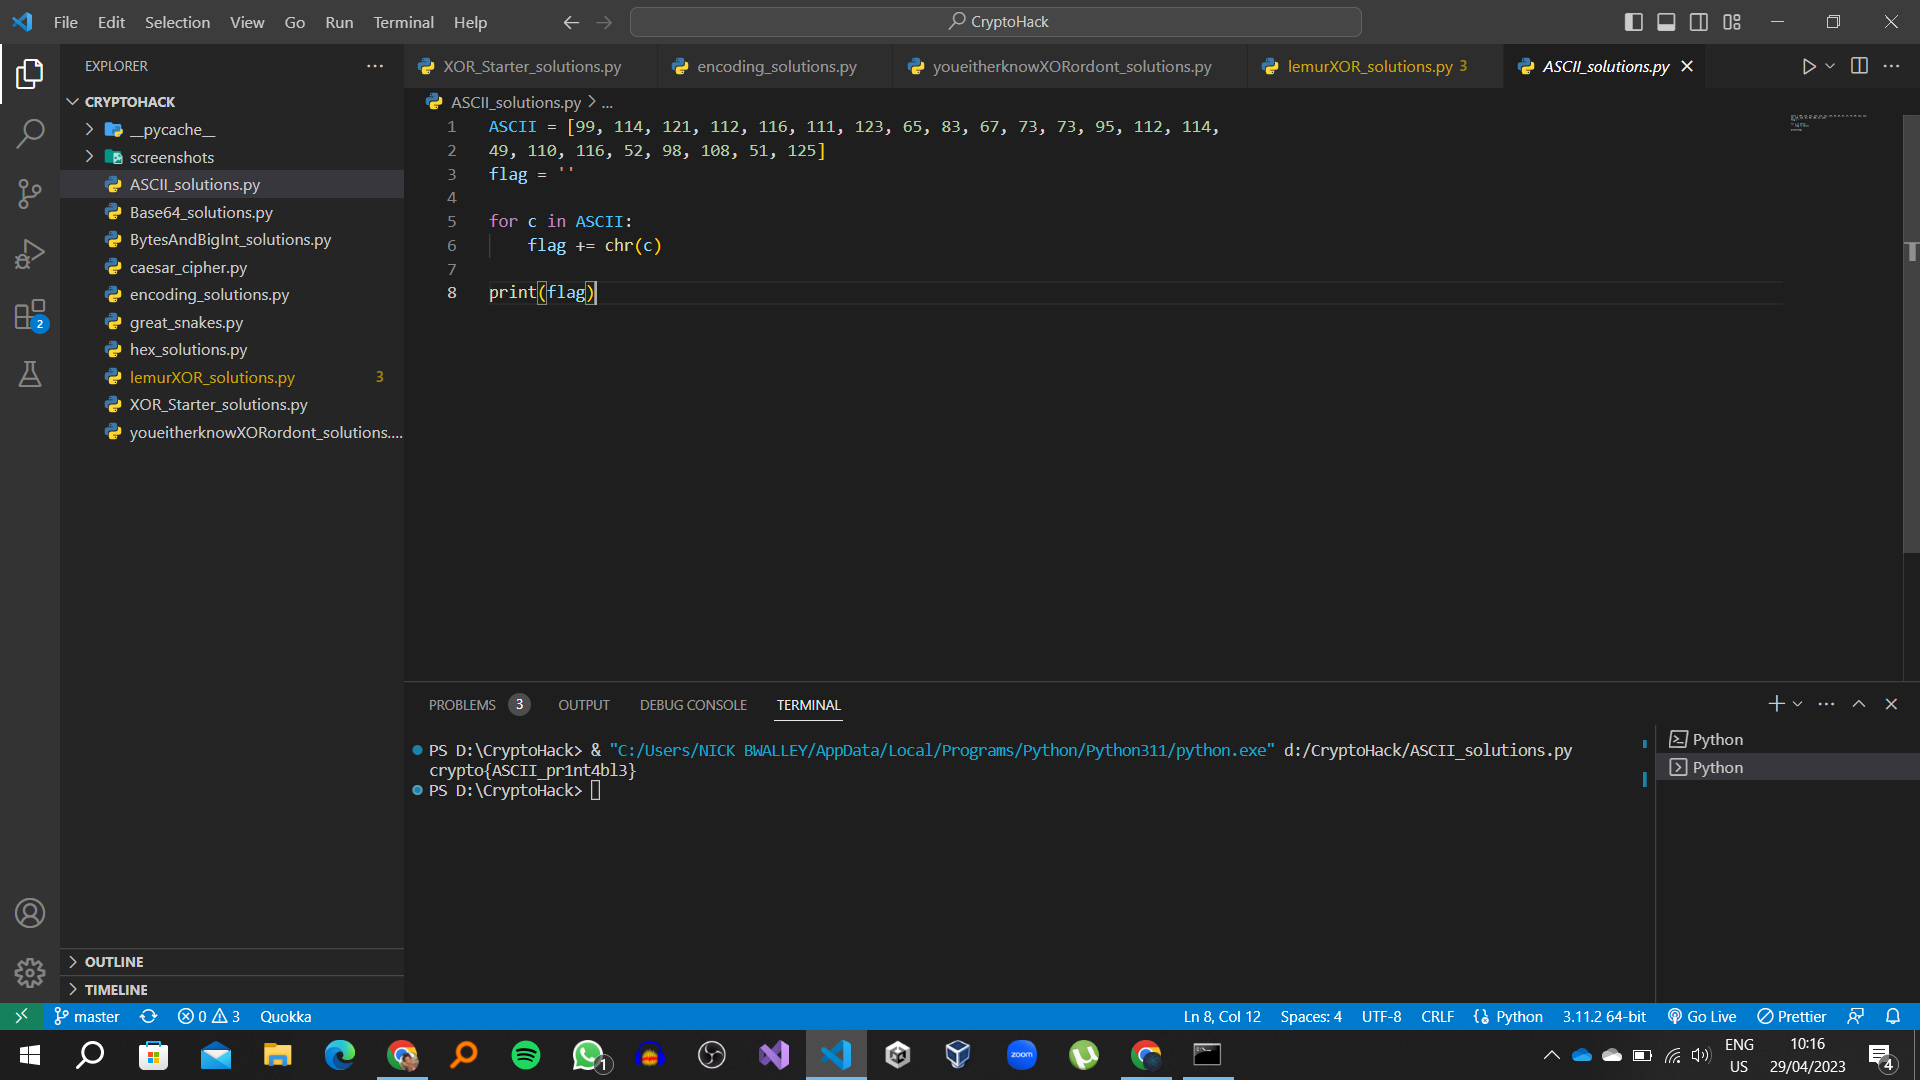 File Edit Selection View Go Run Terminal Help
CryptoHack
EXPLORER
CRYPTOHACK
__pycache__
screenshots
ASCII_solutions.py
Base64_solutions.py
BytesAndBigInt_solutions.py
caesar_cipher.py
encoding_solutions.py
great_snakes.py
hex_solutions.py
lemurXOR_solutions.py 3
XOR_Starter_solutions.py
youeitherknowXORordont_solutions....
OUTLINE
TIMELINE
2
XOR_Starter_solutions.py encoding_solutions.py youeitherknowXORordont_solutions.py lemurXOR_solutions.py 3 ASCII_solutions.py
ASCII_solutions.py > ...
1 ASCII = [99, 114, 121, 112, 116, 111, 123, 65, 83, 67, 73, 73, 95, 112, 114,
2 49, 110, 116, 52, 98, 108, 51, 125]
3 flag = ''
4
5 for c in ASCII:
6 flag += chr(c)
7
8 print(flag)
PROBLEMS 3 OUTPUT DEBUG CONSOLE TERMINAL
PS D:\CryptoHack> & "C:/Users/NICK BWALLEY/AppData/Local/Programs/Python/Python311/python.exe" d:/CryptoHack/ASCII_solutions.py
crypto{ASCII_pr1nt4bl3}
PS D:\CryptoHack>
Python
Python
master 0 3 Quokka Ln 8, Col 12 Spaces: 4 UTF-8 CRLF Python 3.11.2 64-bit Go Live Prettier
1 zoom
ENG
US
10:16
29/04/2023
4